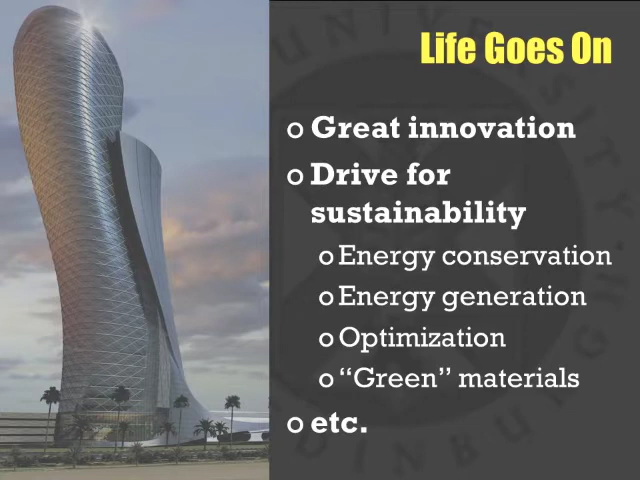 Life Goes On
o Great innovation
o Drive for
sustainability
o Energy conservation
o Energy generation
o Optimization
o “Green” materials
o etc.